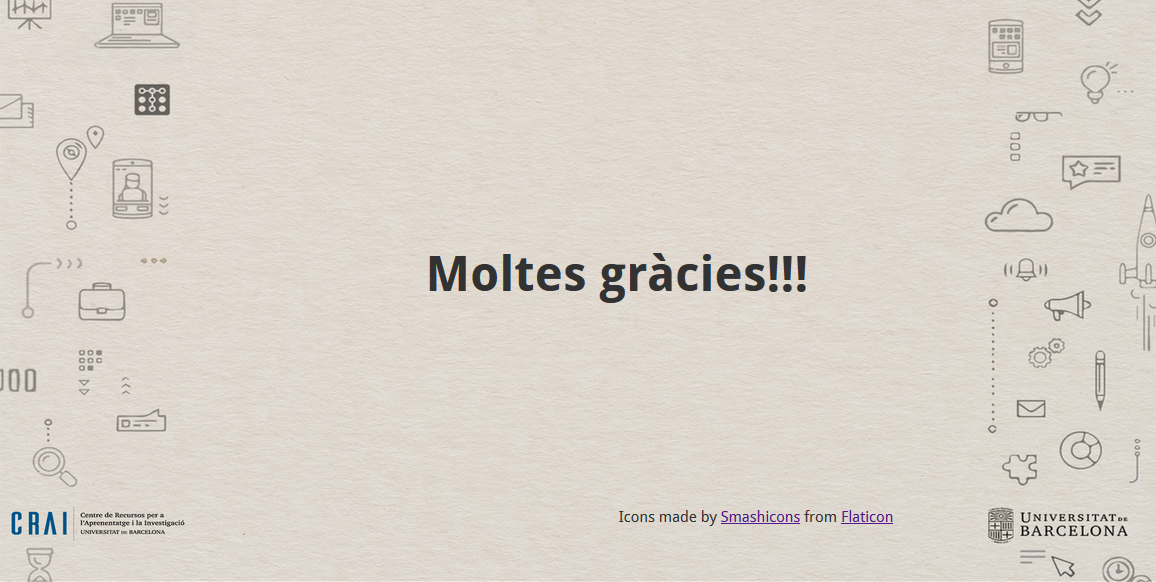 Moltes gràcies!!!
CRAI
Centre de Recursos per a
l'Aprenentatge i la Investigació
UNIVERSITAT DE BARCELONA
Icons made by Smashicons from Flaticon
UNIVERSITAT DE
BARCELONA